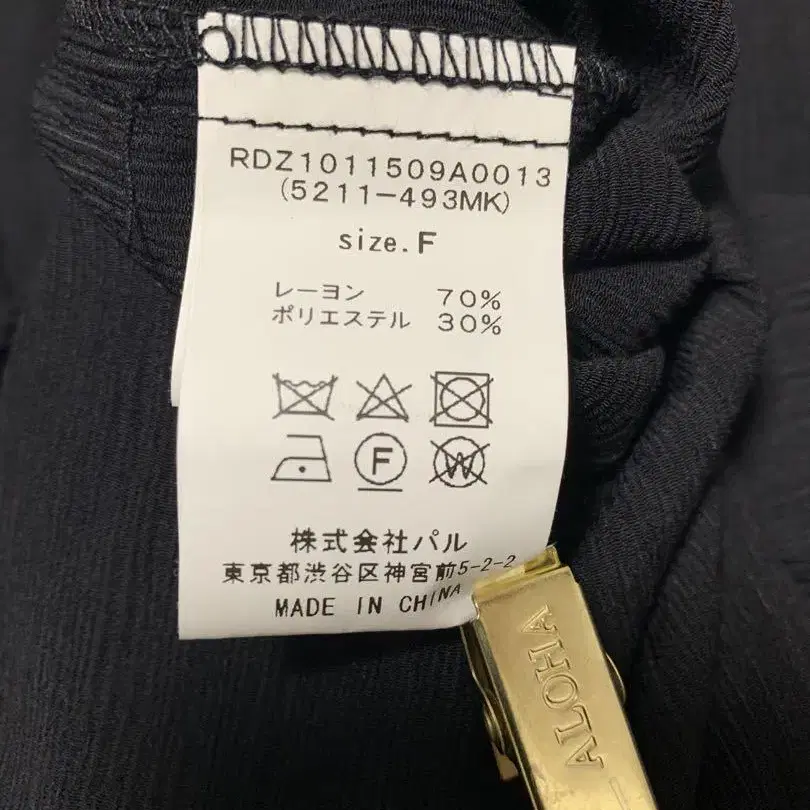 RDZ1011509A0013
(5211-493MK)
size.F
レーヨン 70%
ポリエステル 30%
F
W
株式会社パル
東京都渋谷区神宮前5-2-2
MADE IN CHINA
ALOHA